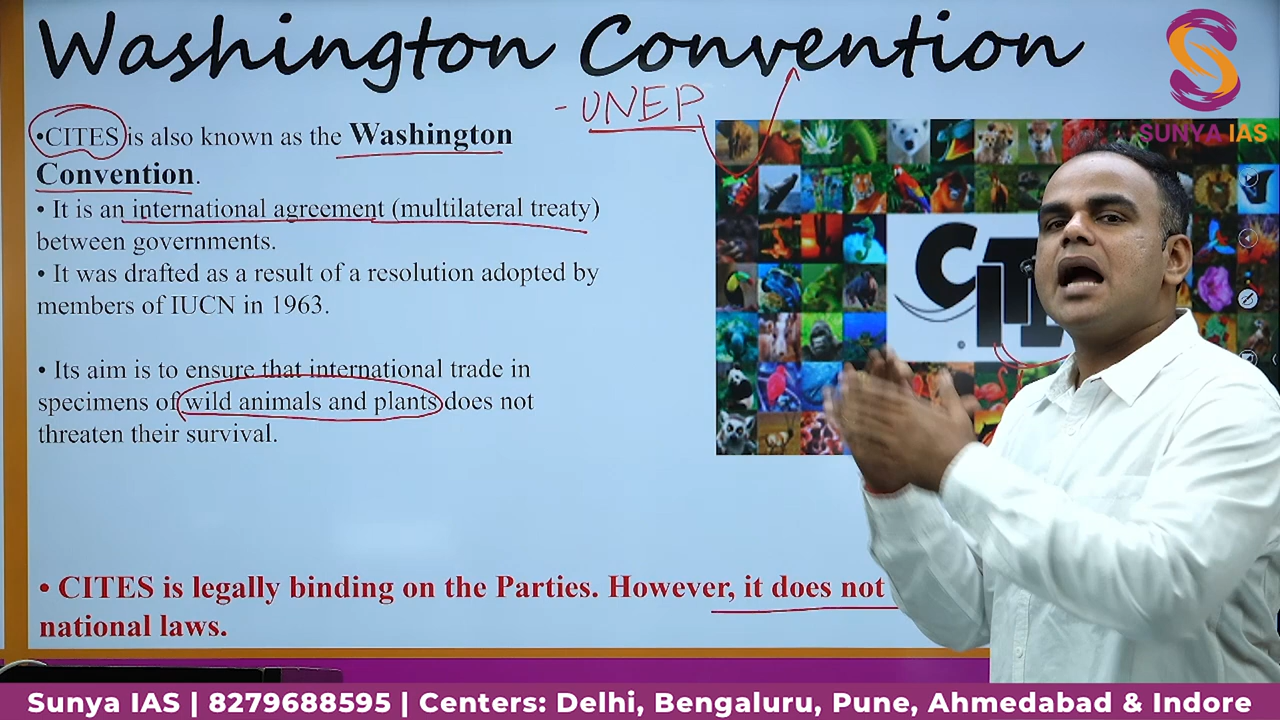 Washington Convention
- UNEP
SUNYA IAS
•CITES is also known as the Washington
Convention.
• It is an international agreement (multilateral treaty)
between governments.
• It was drafted as a result of a resolution adopted by
members of IUCN in 1963.
• Its aim is to ensure that international trade in
specimens of wild animals and plants does not
threaten their survival.
• CITES is legally binding on the Parties. However, it does not
national laws.
Sunya IAS | 8279688595 | Centers: Delhi, Bengaluru, Pune, Ahmedabad & Indore